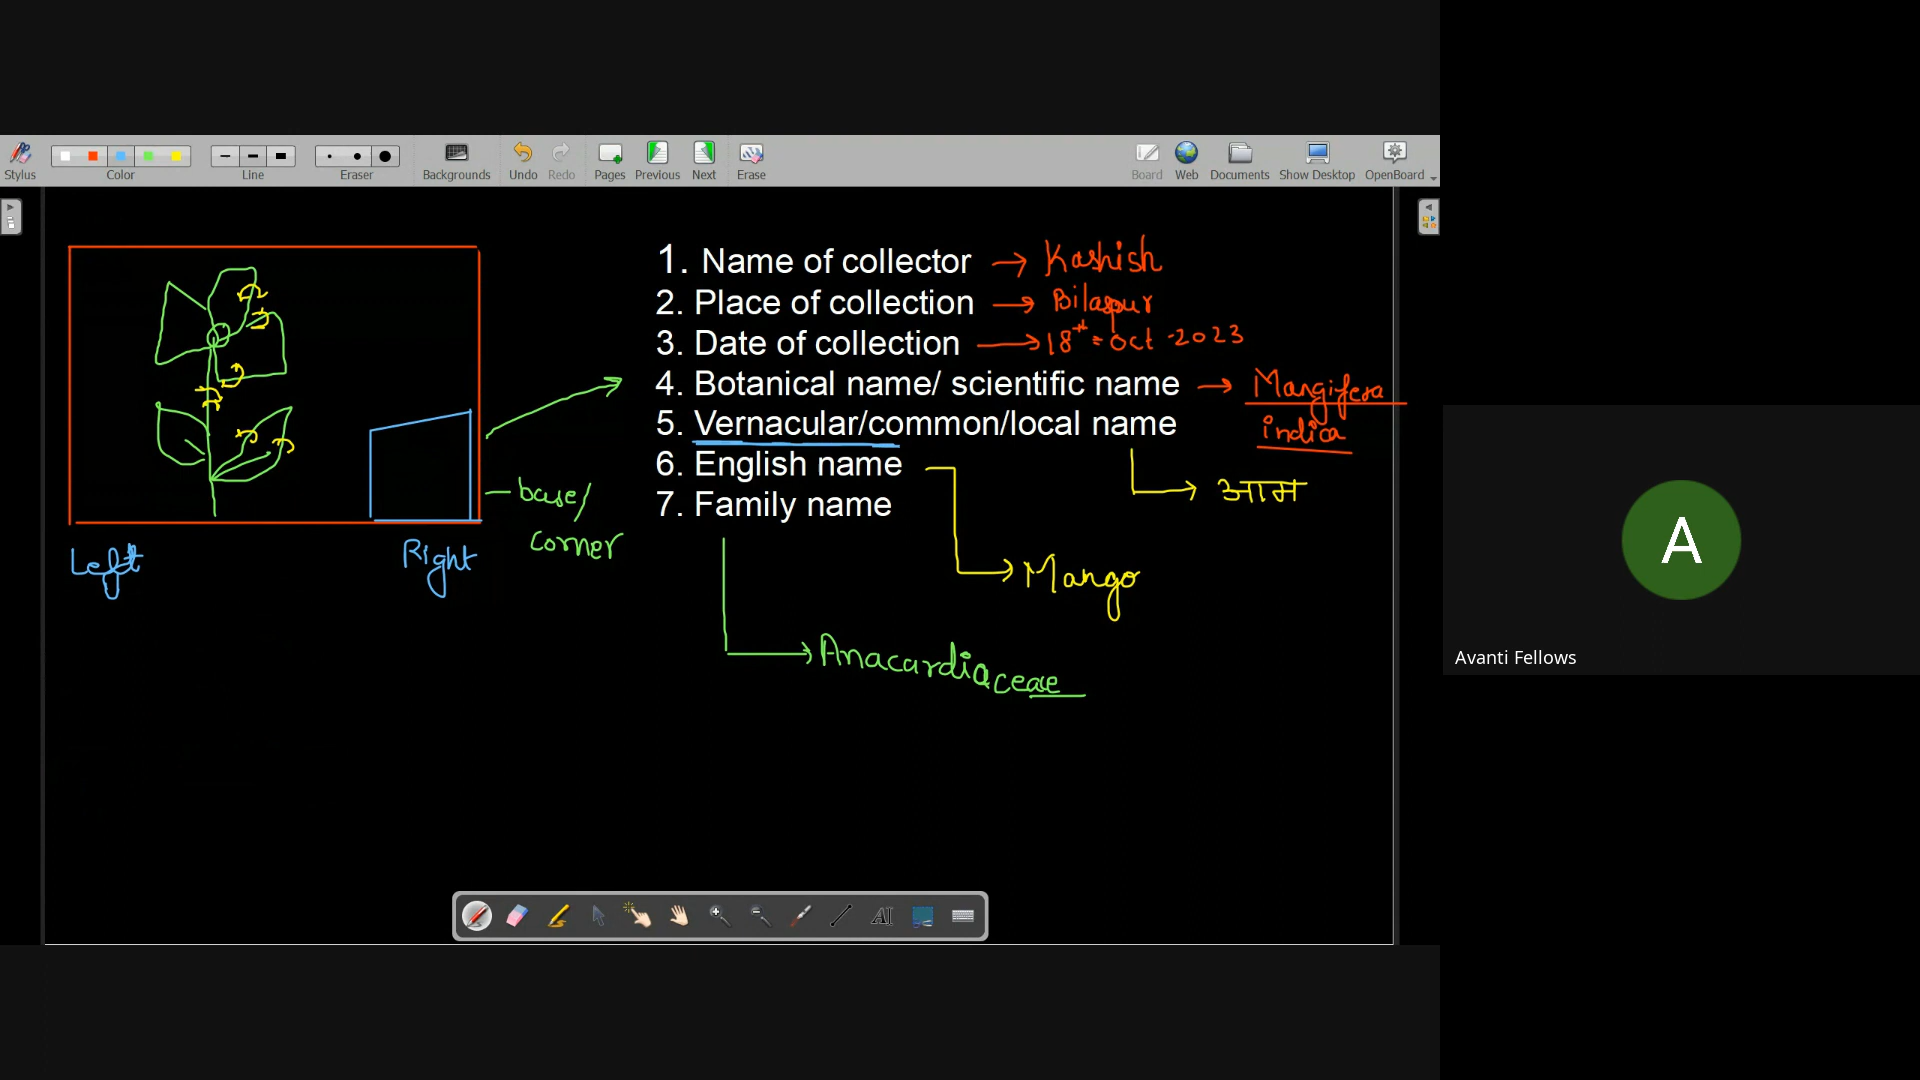 Stylus Color Line Eraser Backgrounds Undo Redo Pages Previous Next Erase Board Web Documents Show Desktop OpenBoard
1. Name of collector → Kashish
2. Place of collection → Bilaspur
3. Date of collection → 18th Oct 2023
4. Botanical name/ scientific name → Mangifera
indica
5. Vernacular/common/local name
→ आम
6. English name
→ Mango
7. Family name
→ Anacardiaceae
base/
corner
Left
Right
A
Avanti Fellows